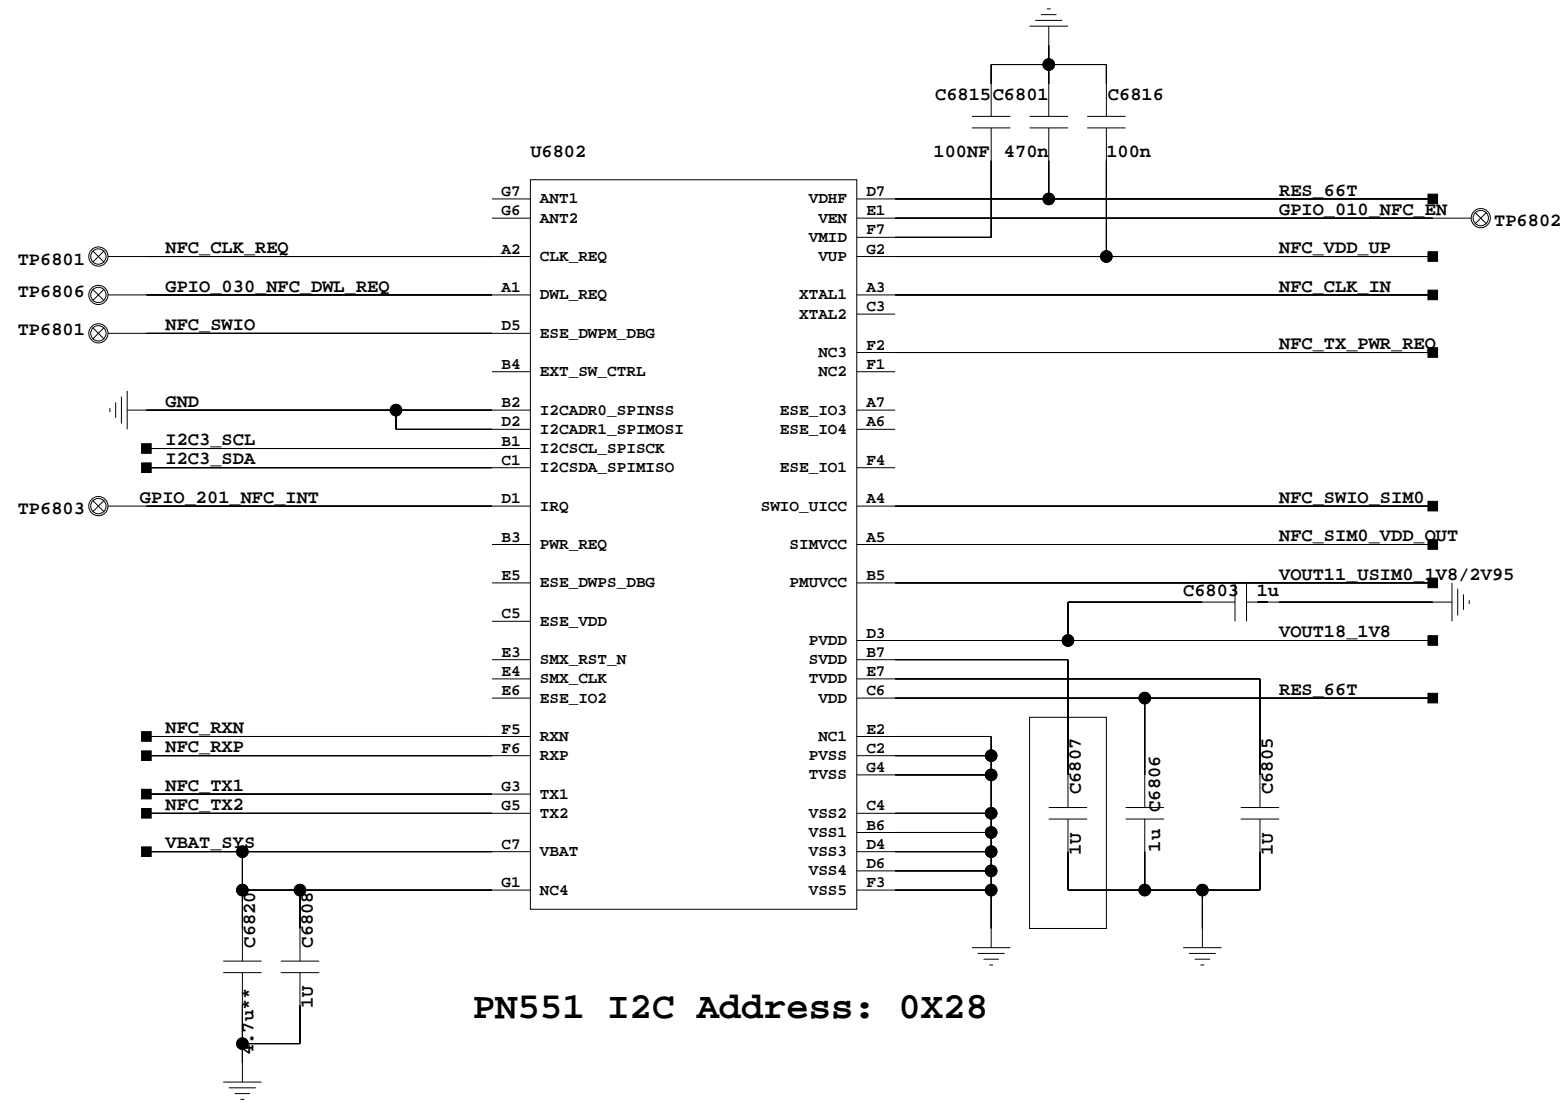 C6815 C6801 C6816
100NF 470n 100n
U6802
G7 ANT1 VDHF D7 RES_66T
G6 ANT2 VEN E1 GPIO_010_NFC_EN TP6802
VMID F7
TP6801 NFC_CLK_REQ A2 CLK_REQ VUP G2 NFC_VDD_UP
TP6806 GPIO_030_NFC_DWL_REQ A1 DWL_REQ XTAL1 A3 NFC_CLK_IN
XTAL2 C3
TP6801 NFC_SWIO D5 ESE_DWPM_DBG
NC3 F2 NFC_TX_PWR_REQ
B4 EXT_SW_CTRL NC2 F1
GND B2 I2CADR0_SPINSS ESE_IO3 A7
D2 I2CADR1_SPIMOSI ESE_IO4 A6
I2C3_SCL B1 I2CSCL_SPISCK
I2C3_SDA C1 I2CSDA_SPIMISO ESE_IO1 F4
TP6803 GPIO_201_NFC_INT D1 IRQ SWIO_UICC A4 NFC_SWIO_SIM0
B3 PWR_REQ SIMVCC A5 NFC_SIM0_VDD_OUT
E5 ESE_DWPS_DBG PMUVCC B5 VOUT11_USIM0_1V8/2V95
C6803 1u
C5 ESE_VDD
PVDD D3 VOUT18_1V8
E3 SMX_RST_N SVDD B7
E4 SMX_CLK TVDD E7
E6 ESE_IO2 VDD C6 RES_66T
NFC_RXN F5 RXN NC1 E2
NFC_RXP F6 RXP PVSS C2
TVSS G4
C6807 C6806 C6805
NFC_TX1 G3 TX1
NFC_TX2 G5 TX2 VSS2 C4
VSS1 B6
1U 1u 1U
VBAT_SYS C7 VBAT VSS3 D4
VSS4 D6
G1 NC4 VSS5 F3
C6820 C6808
4.7u** 1U
PN551 I2C Address: 0X28